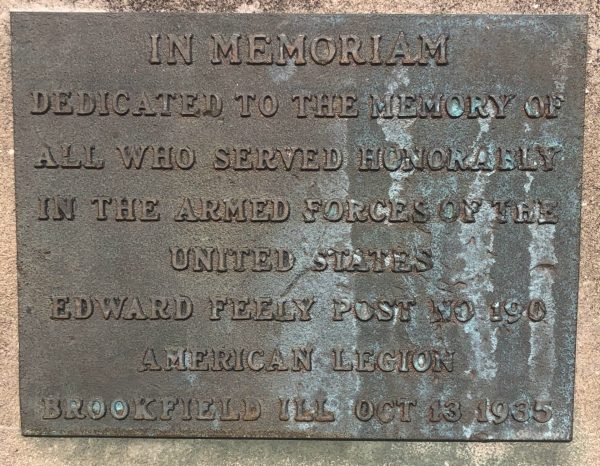 IN MEMORIAM
DEDICATED TO THE MEMORY OF
ALL WHO SERVED HONORABLY
IN THE ARMED FORCES OF THE
UNITED STATES
EDWARD FEELY POST NO 190
AMERICAN LEGION
BROOKFIELD ILL OCT 13 1935